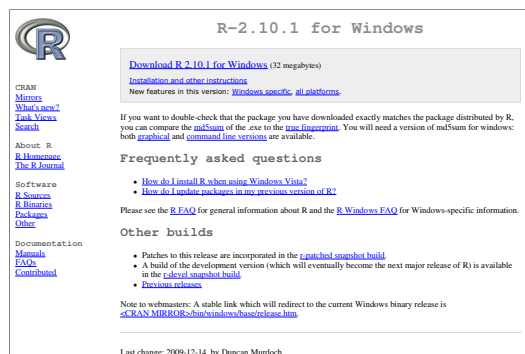 R
CRAN
Mirrors
What's new?
Task Views
Search
About R
R Homepage
The R Journal
Software
R Sources
R Binaries
Packages
Other
Documentation
Manuals
FAQs
Contributed
R-2.10.1 for Windows
Download R 2.10.1 for Windows (32 megabytes)
Installation and other instructions
New features in this version: Windows specific, all platforms.
If you want to double-check that the package you have downloaded exactly matches the package distributed by R,
you can compare the md5sum of the .exe to the true fingerprint. You will need a version of md5sum for windows:
both graphical and command line versions are available.
Frequently asked questions
• How do I install R when using Windows Vista?
• How do I update packages in my previous version of R?
Please see the R FAQ for general information about R and the R Windows FAQ for Windows-specific information.
Other builds
• Patches to this release are incorporated in the r-patched snapshot build.
• A build of the development version (which will eventually become the next major release of R) is available
in the r-devel snapshot build.
• Previous releases
Note to webmasters: A stable link which will redirect to the current Windows binary release is
<CRAN MIRROR>/bin/windows/base/release.htm.
Last change: 2009-12-14, by Duncan Murdoch